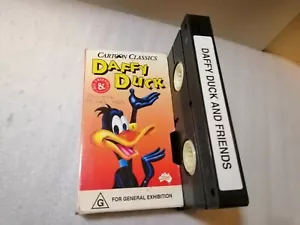 CARTOON CLASSICS
DAFFY
DUCK
&
G
FOR GENERAL EXHIBITION
DAFFY DUCK AND FRIENDS